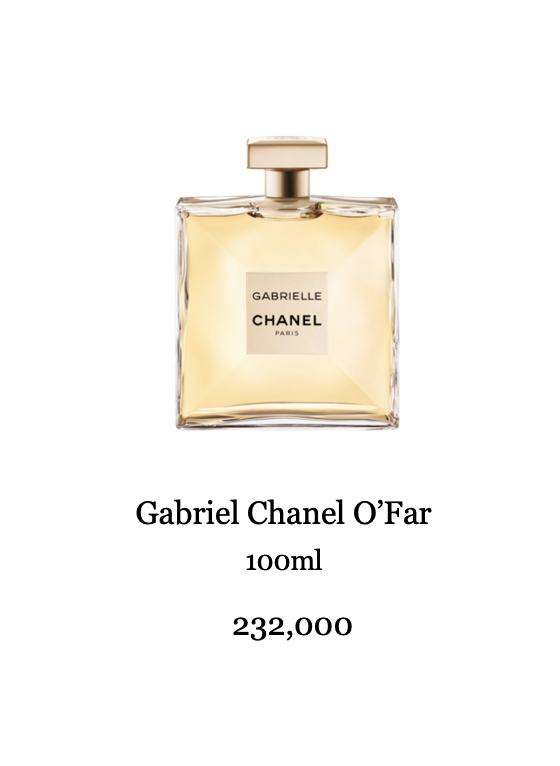 GABRIELLE
CHANEL
PARIS
Gabriel Chanel O’Far
100ml
232,000